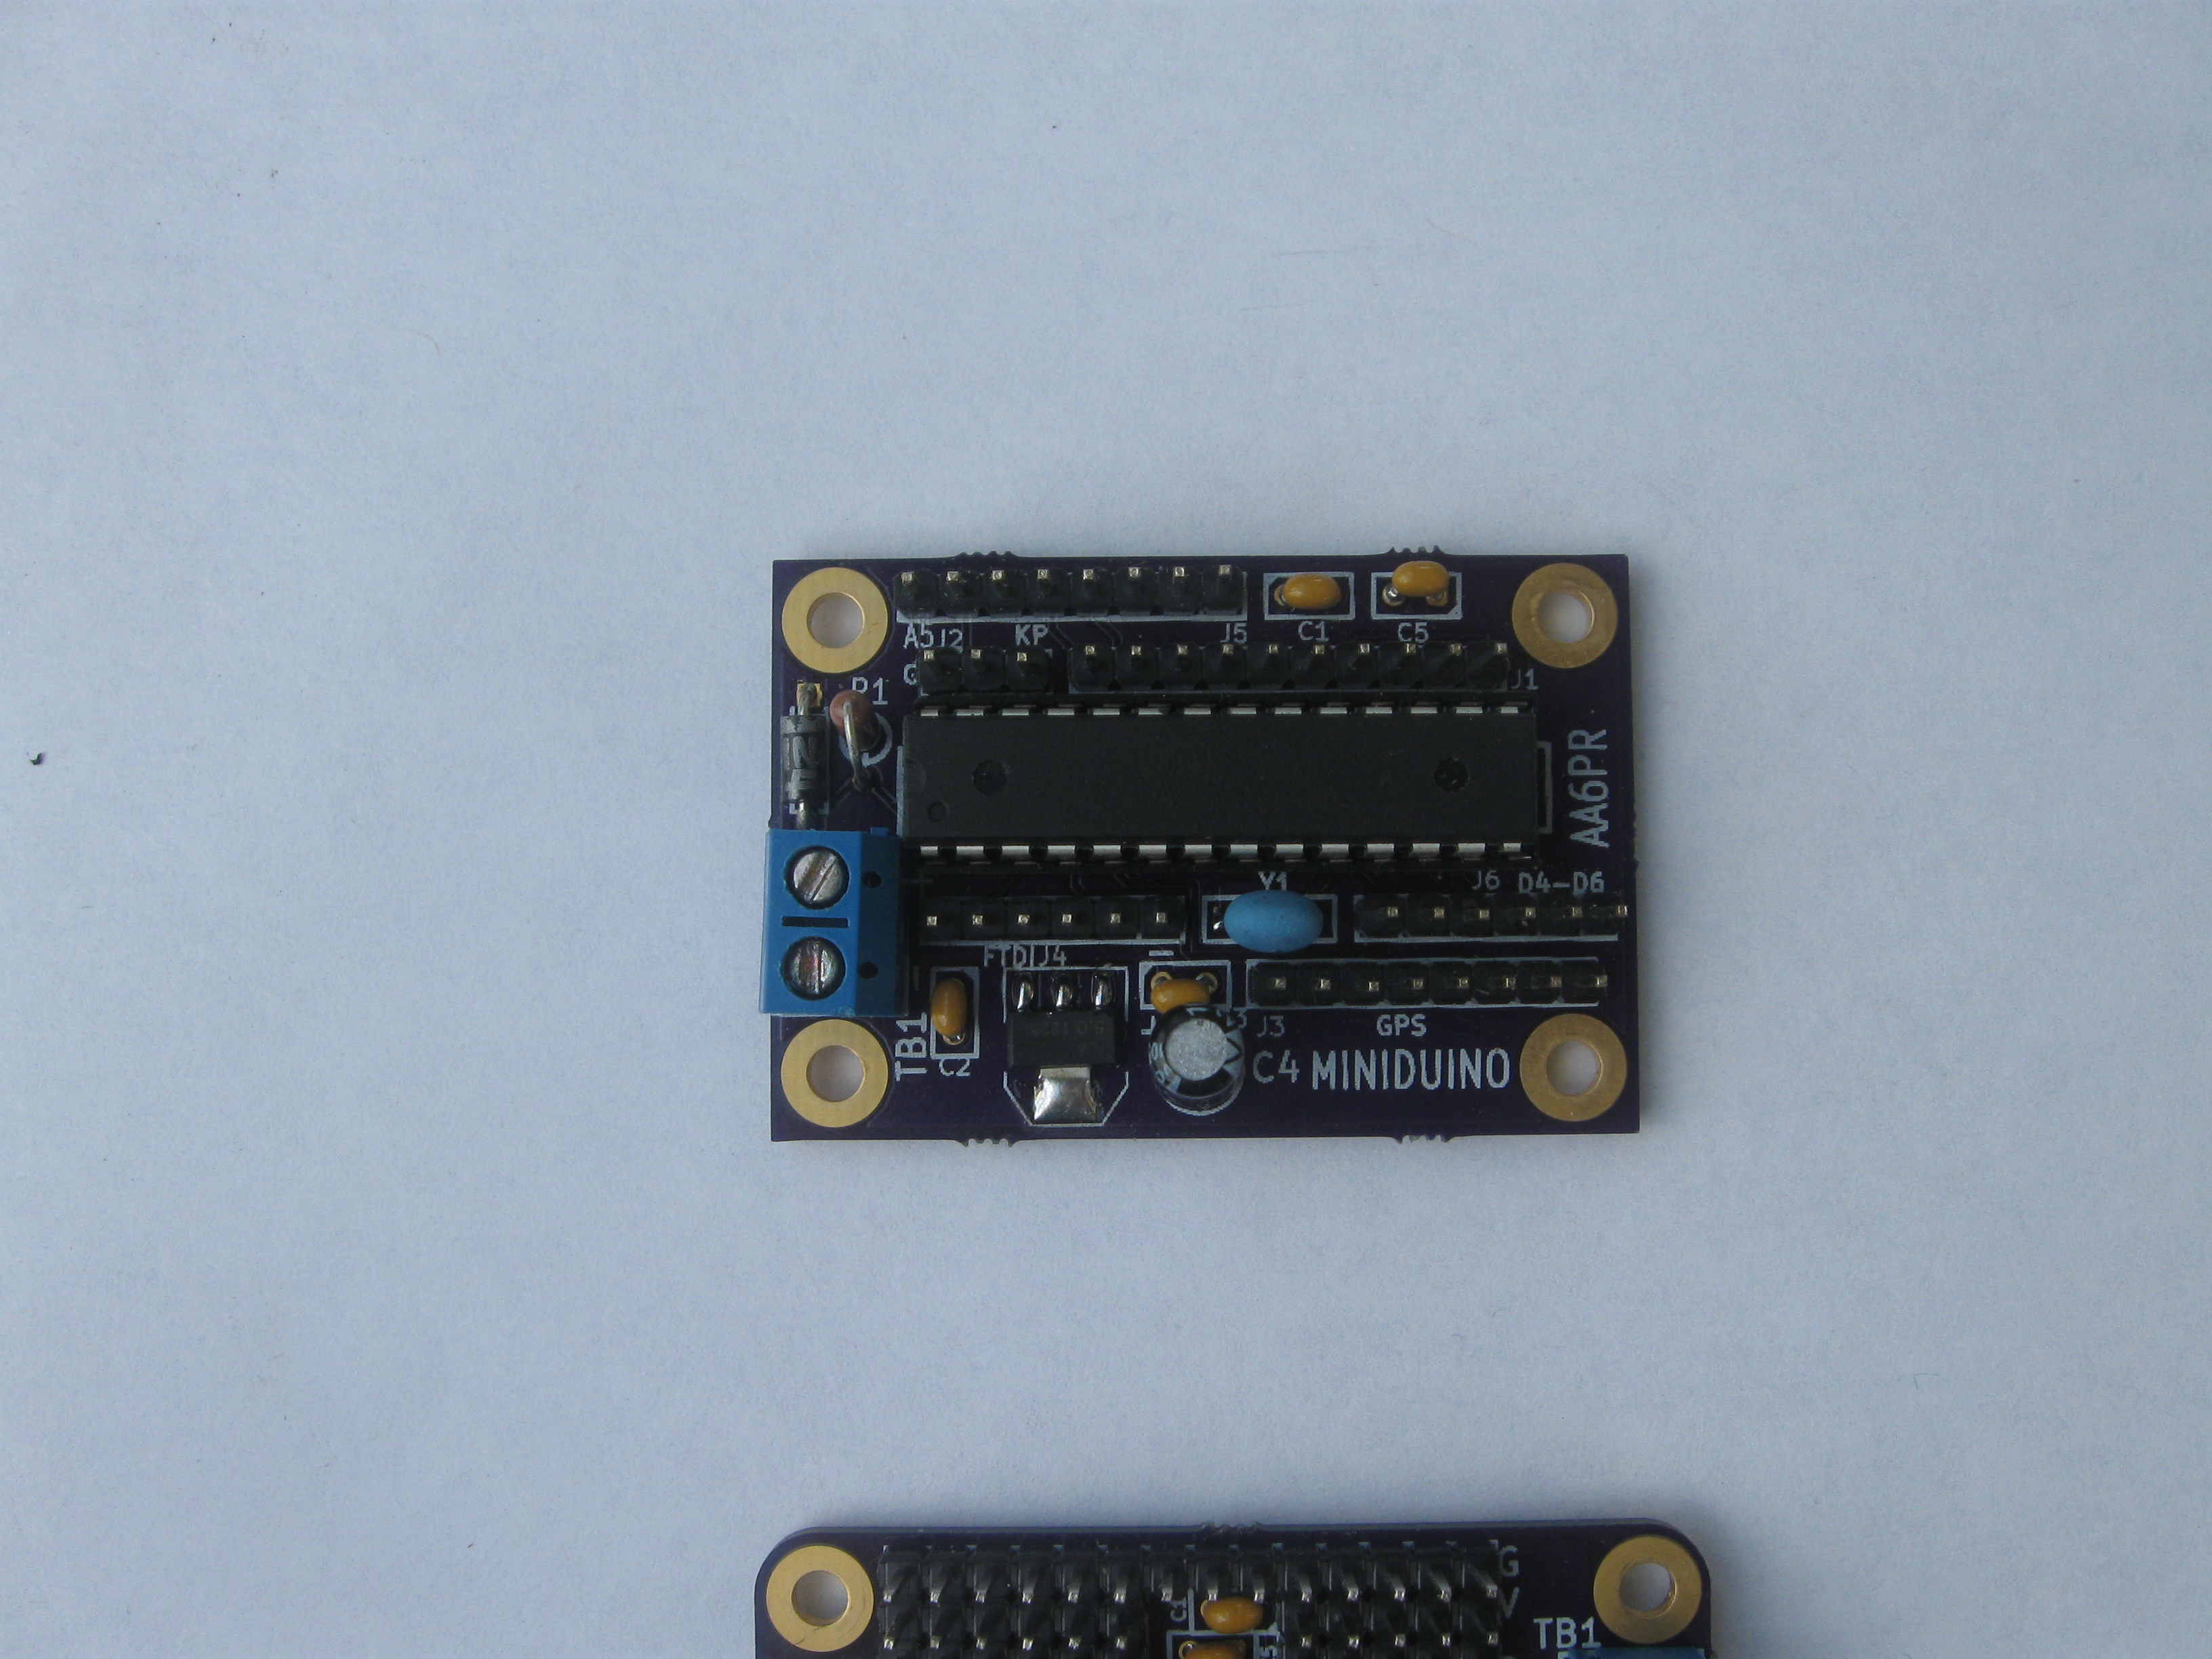 A5 J2 KP J5 C1 C5
G
R1
J1
AA6PR
Y1 J6 D4-D6
FTDI J4
J3 GPS
TB1 C2 C4 MINIDUINO
G
C1 V
TB1